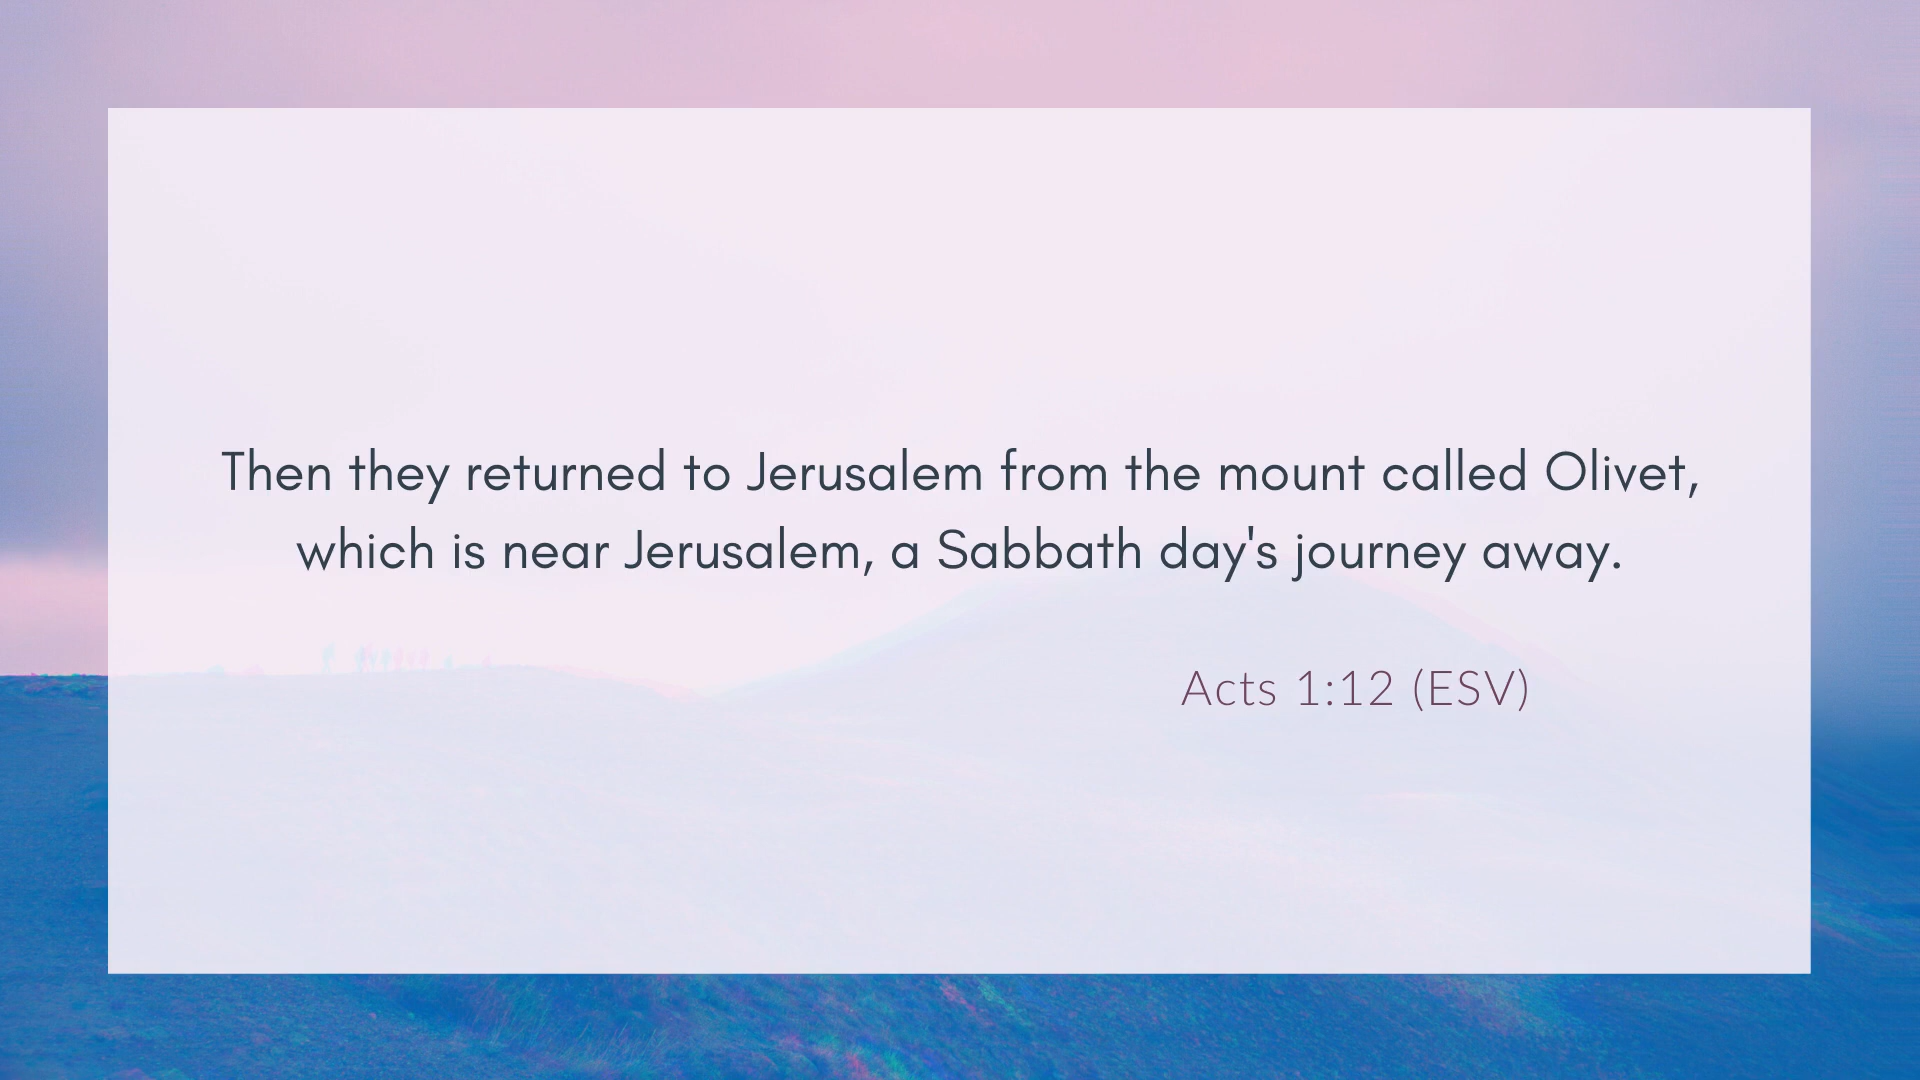 Then they returned to Jerusalem from the mount called Olivet,
which is near Jerusalem, a Sabbath day's journey away.
Acts 1:12 (ESV)